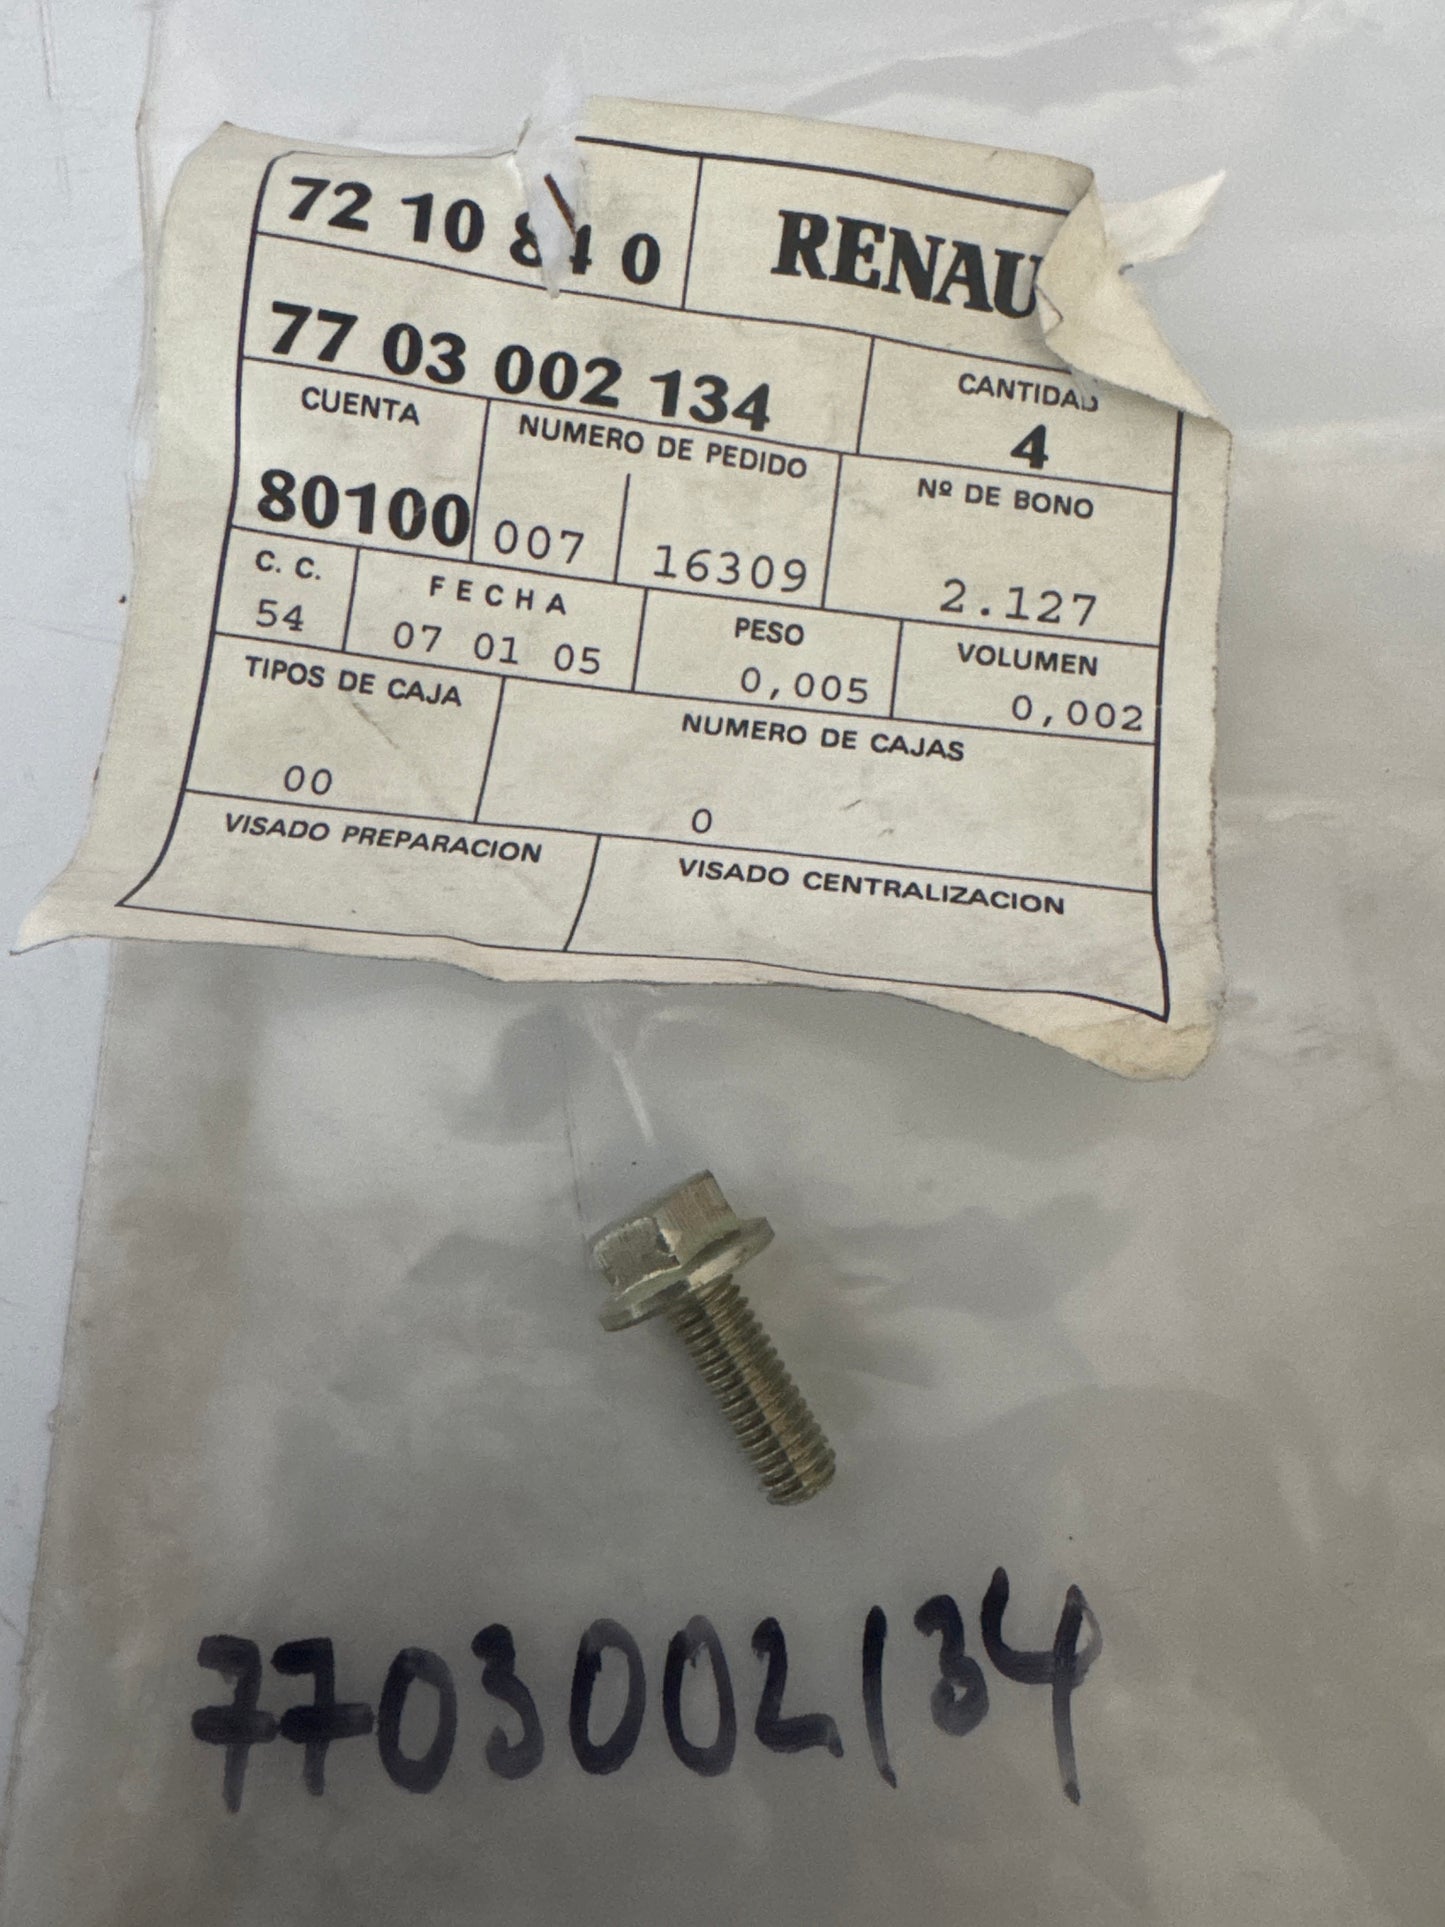 72 10 840 RENAU
77 03 002 134 CANTIDAD
4
CUENTA NUMERO DE PEDIDO Nº DE BONO
80100 007 16309 2.127
C. C. FECHA PESO VOLUMEN
54 07 01 05 0,005 0,002
TIPOS DE CAJA NUMERO DE CAJAS
00 0
VISADO PREPARACION VISADO CENTRALIZACION
7703002134